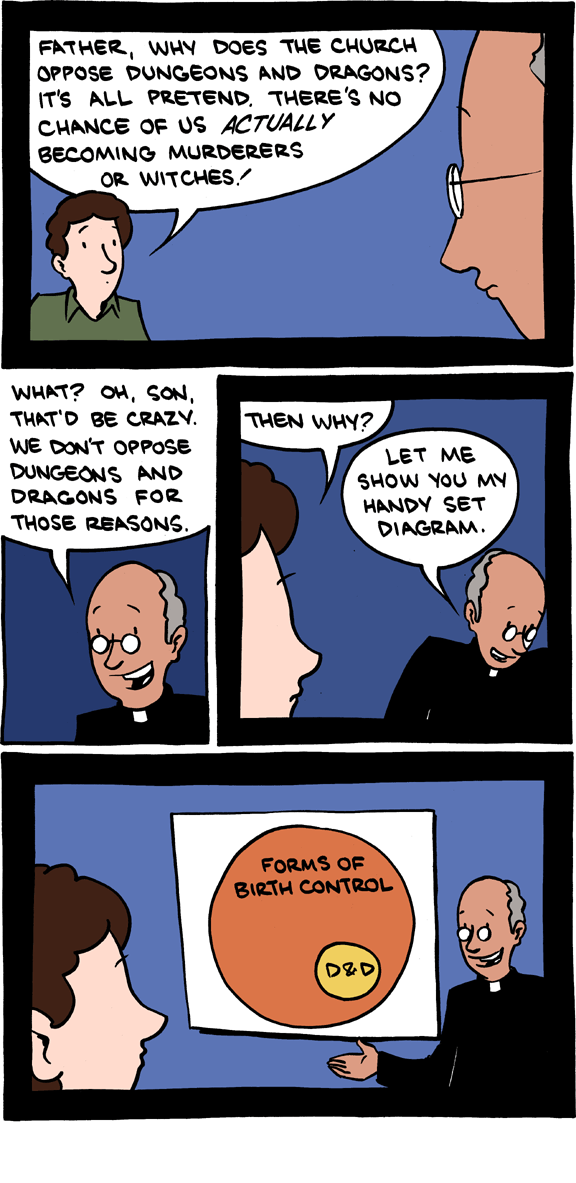 FATHER, WHY DOES THE CHURCH
OPPOSE DUNGEONS AND DRAGONS?
IT'S ALL PRETEND. THERE'S NO
CHANCE OF US ACTUALLY
BECOMING MURDERERS
OR WITCHES!
WHAT? OH, SON,
THAT'D BE CRAZY.
WE DON'T OPPOSE
DUNGEONS AND
DRAGONS FOR
THOSE REASONS.
THEN WHY?
LET ME
SHOW YOU MY
HANDY SET
DIAGRAM.
FORMS OF
BIRTH CONTROL
D&D